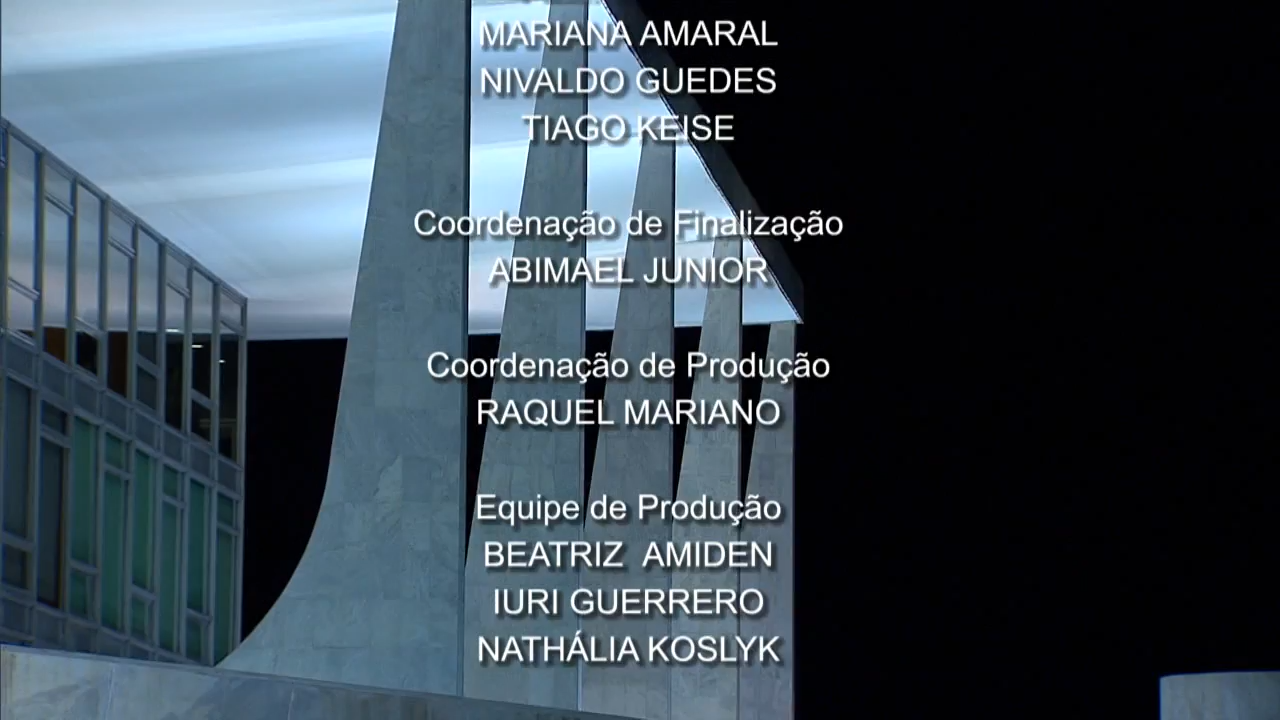 MARIANA AMARAL
NIVALDO GUEDES
TIAGO KEISE
Coordenação de Finalização
ABIMAEL JUNIOR
Coordenação de Produção
RAQUEL MARIANO
Equipe de Produção
BEATRIZ AMIDEN
IURI GUERRERO
NATHÁLIA KOSLYK